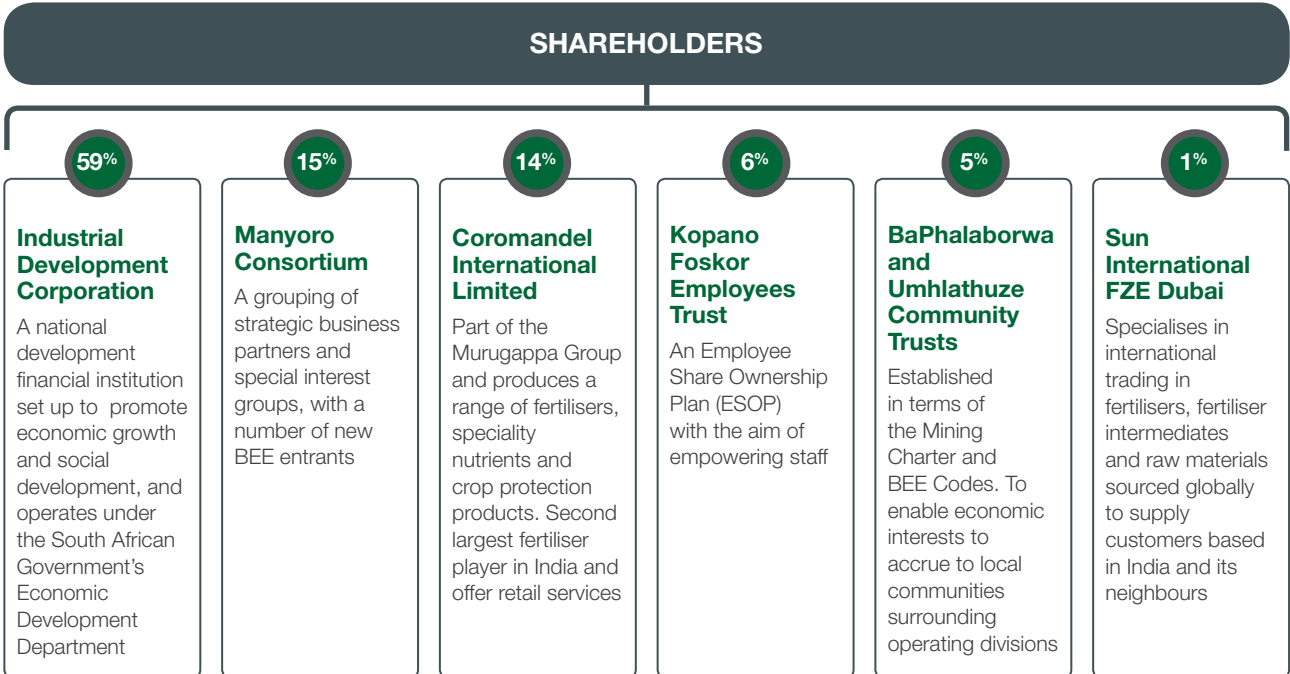 SHAREHOLDERS
59%
Industrial
Development
Corporation
A national
development
financial institution
set up to promote
economic growth
and social
development, and
operates under
the South African
Government's
Economic
Development
Department
15%
Manyoro
Consortium
A grouping of
strategic business
partners and
special interest
groups, with a
number of new
BEE entrants
14%
Coromandel
International
Limited
Part of the
Murugappa Group
and produces a
range of fertilisers,
speciality
nutrients and
crop protection
products. Second
largest fertiliser
player in India and
offer retail services
6%
Kopano
Foskor
Employees
Trust
An Employee
Share Ownership
Plan (ESOP)
with the aim of
empowering staff
5%
BaPhalaborwa
and
Umhlathuze
Community
Trusts
Established
in terms of
the Mining
Charter and
BEE Codes. To
enable economic
interests to
accrue to local
communities
surrounding
operating divisions
1%
Sun
International
FZE Dubai
Specialises in
international
trading in
fertilisers, fertiliser
intermediates
and raw materials
sourced globally
to supply
customers based
in India and its
neighbours